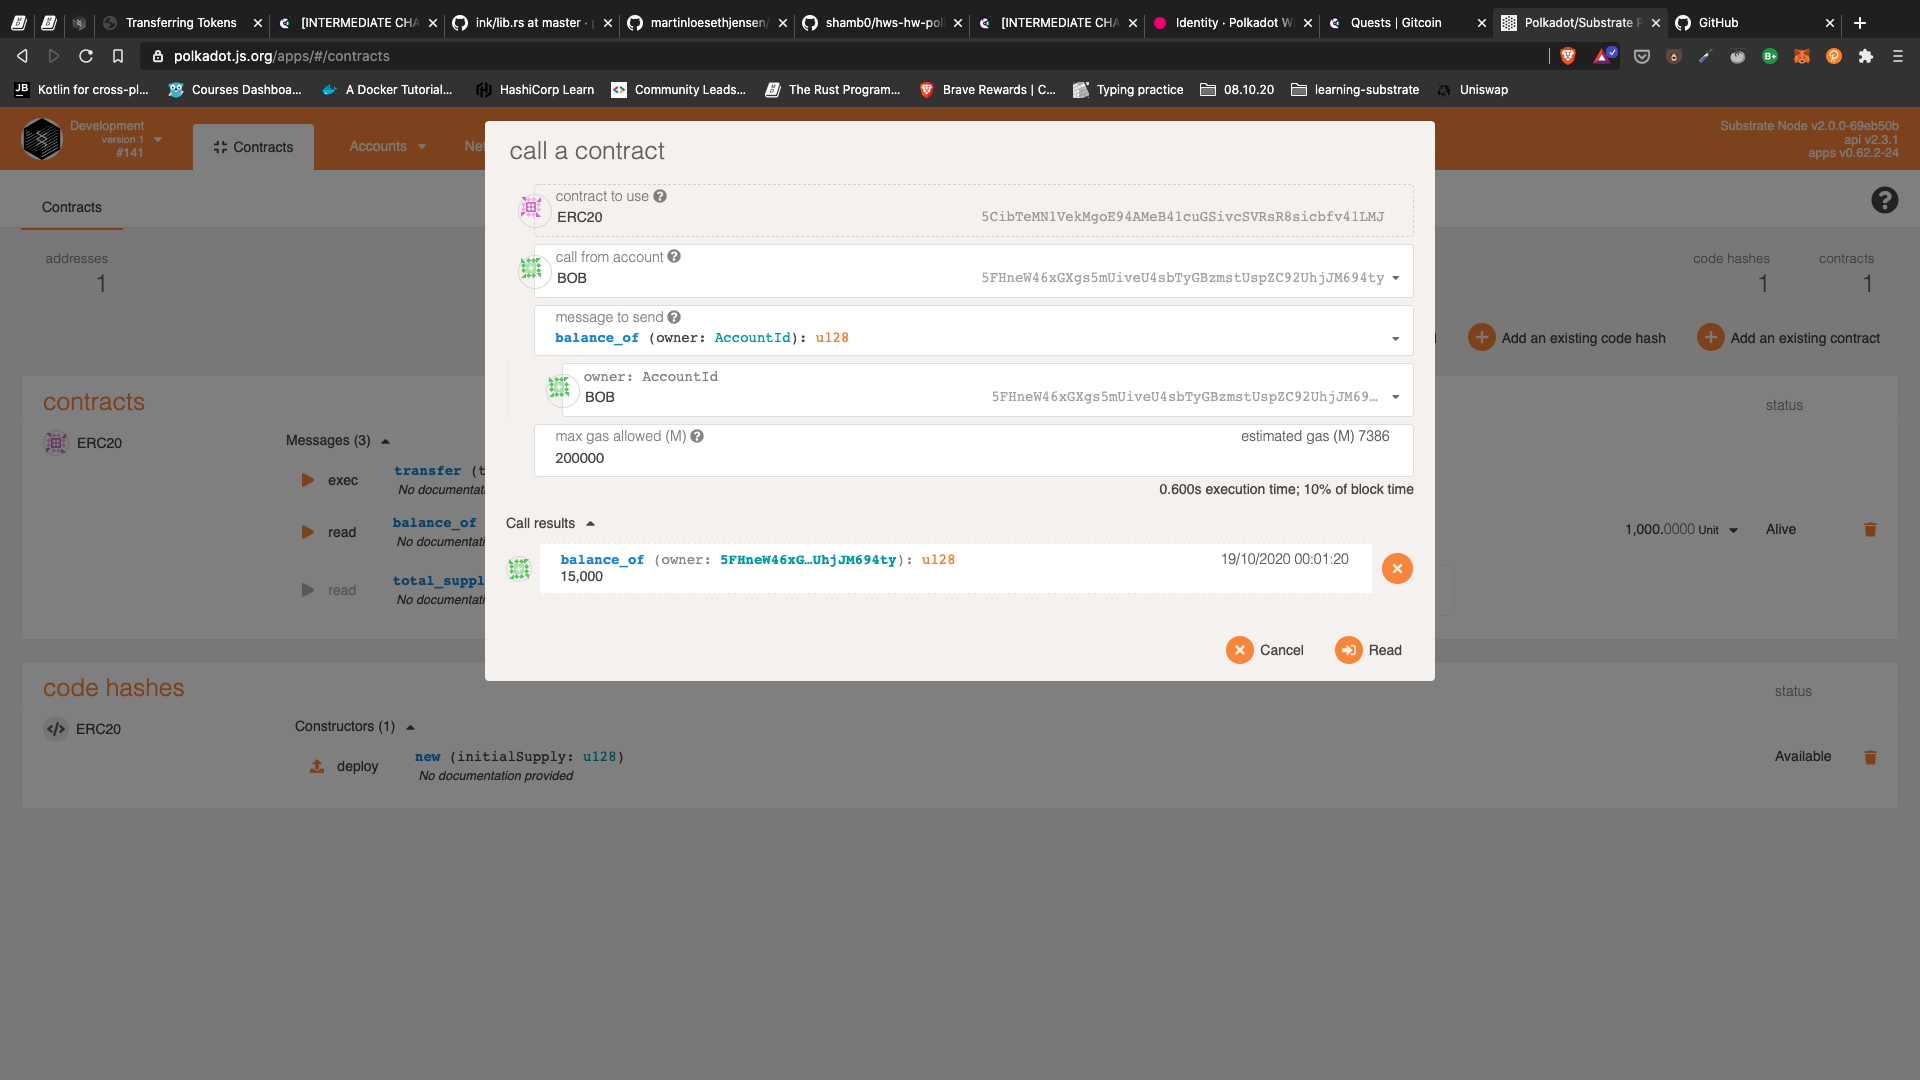 Transferring Tokens
[INTERMEDIATE CHA
ink/lib.rs at master ·
martinloesethjensen/
shamb0/hws-hw-pol
[INTERMEDIATE CHA
Identity · Polkadot W
Quests | Gitcoin
Polkadot/Substrate P
GitHub
polkadot.js.org/apps/#/contracts
JB Kotlin for cross-pl...
Courses Dashboa...
A Docker Tutorial...
HashiCorp Learn
Community Leads...
The Rust Program...
Brave Rewards | C...
Typing practice
08.10.20
learning-substrate
Uniswap
Development
version 1
#141
Contracts
Accounts
Net
Substrate Node v2.0.0-69eb50b
api v2.3.1
apps v0.62.2-24
Contracts
addresses
1
code hashes
1
contracts
1
Add an existing code hash
Add an existing contract
contracts
status
ERC20
Messages (3)
exec
transfer (t
No documentati
read
balance_of
No documentati
read
total_suppl
No documentati
1,000.0000 Unit
Alive
code hashes
status
ERC20
Constructors (1)
deploy
new (initialSupply: u128)
No documentation provided
Available
call a contract
contract to use
ERC20
5CibTeMN1VekMgoE94AMeB41cuGSivcSVRsR8sicbfv41LMJ
call from account
BOB
5FHneW46xGXgs5mUiveU4sbTyGBzmstUspZC92UhjJM694ty
message to send
balance_of (owner: AccountId): u128
owner: AccountId
BOB
5FHneW46xGXgs5mUiveU4sbTyGBzmstUspZC92UhjJM69…
max gas allowed (M)
estimated gas (M) 7386
200000
0.600s execution time; 10% of block time
Call results
balance_of (owner: 5FHneW46xG…UhjJM694ty): u128
19/10/2020 00:01:20
15,000
Cancel
Read